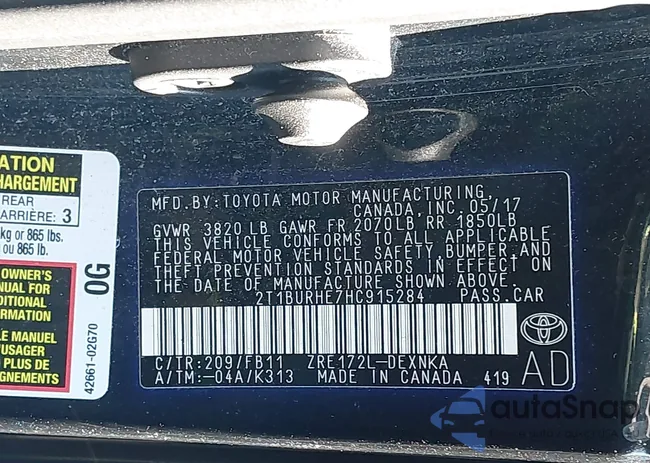 ATION
HARGEMENT
REAR
ARRIÈRE: 3
kg or 865 lbs.
ou 865 lb.
OWNER'S
NUAL FOR
DITIONAL
ORMATION
LE MANUEL
'USAGER
T PLUS DE
EIGNEMENTS
0G
42661-02G70
MFD. BY: TOYOTA MOTOR MANUFACTURING,
CANADA, INC. 05/17
GVWR 3820 LB GAWR FR 2070LB RR 1850LB
THIS VEHICLE CONFORMS TO ALL APPLICABLE
FEDERAL MOTOR VEHICLE SAFETY, BUMPER, AND
THEFT PREVENTION STANDARDS IN EFFECT ON
THE DATE OF MANUFACTURE SHOWN ABOVE.
2T1BURHE7HC915284 PASS. CAR
C/TR: 209/FB11 ZRE172L-DEXNKA
A/TM: -04A/K313 MADE IN CANADA 419
AD
autoSnap